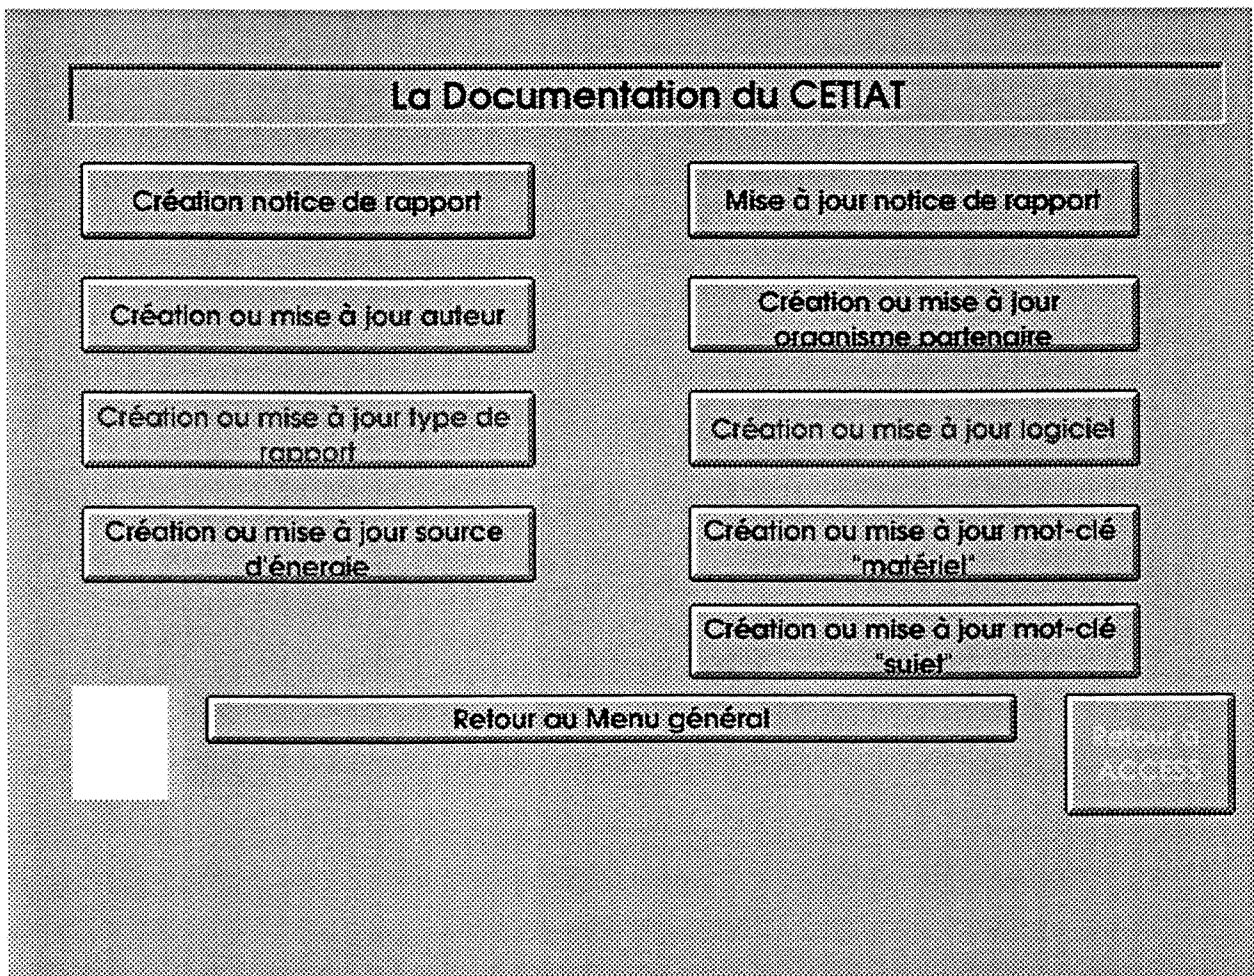 La Documentation du CETIAT
Création notice de rapport
Mise à jour notice de rapport
Création ou mise à jour auteur
Création ou mise à jour
organisme partenaire
Création ou mise à jour type de
rapport
Création ou mise à jour logiciel
Création ou mise à jour source
d'énergie
Création ou mise à jour mot-clé
"matériel"
Création ou mise à jour mot-clé
"sujet"
Retour au Menu général
ACCESS